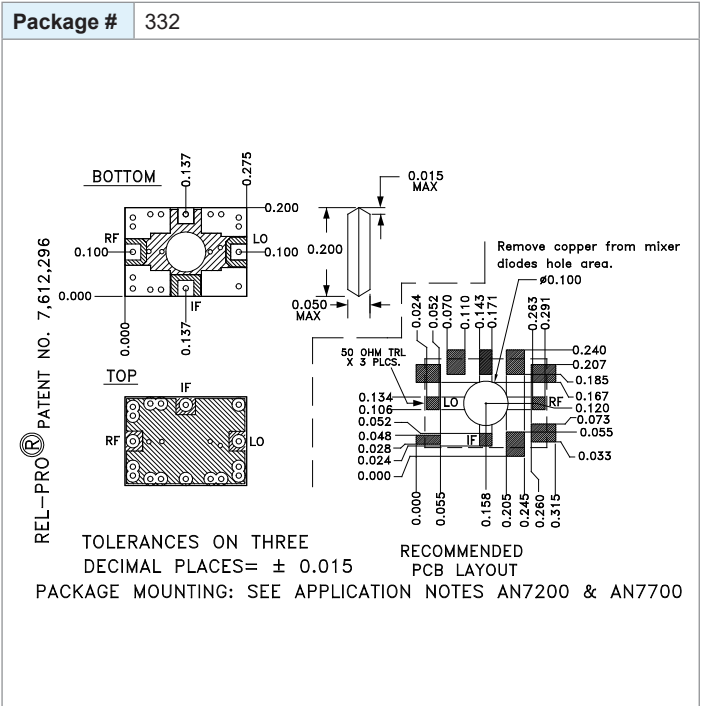 Package # 332
BOTTOM
0.137
0.275
0.200
RF
LO
0.100
0.100
0.000
IF
0.000
0.137
0.015
MAX
0.200
0.050
MAX
TOP
IF
RF
LO
REL-PRO® PATENT NO. 7,612,296
Remove copper from mixer
diodes hole area.
ø0.100
0.024
0.052
0.070
0.110
0.143
0.171
0.263
0.291
50 OHM TRL
X 3 PLCS.
0.240
0.207
0.185
0.167
0.120
0.073
0.055
0.033
0.134
0.106
0.052
0.048
0.028
0.024
0.000
LO
RF
IF
0.000
0.055
0.158
0.205
0.245
0.260
0.315
TOLERANCES ON THREE
DECIMAL PLACES= ± 0.015
RECOMMENDED
PCB LAYOUT
PACKAGE MOUNTING: SEE APPLICATION NOTES AN7200 & AN7700